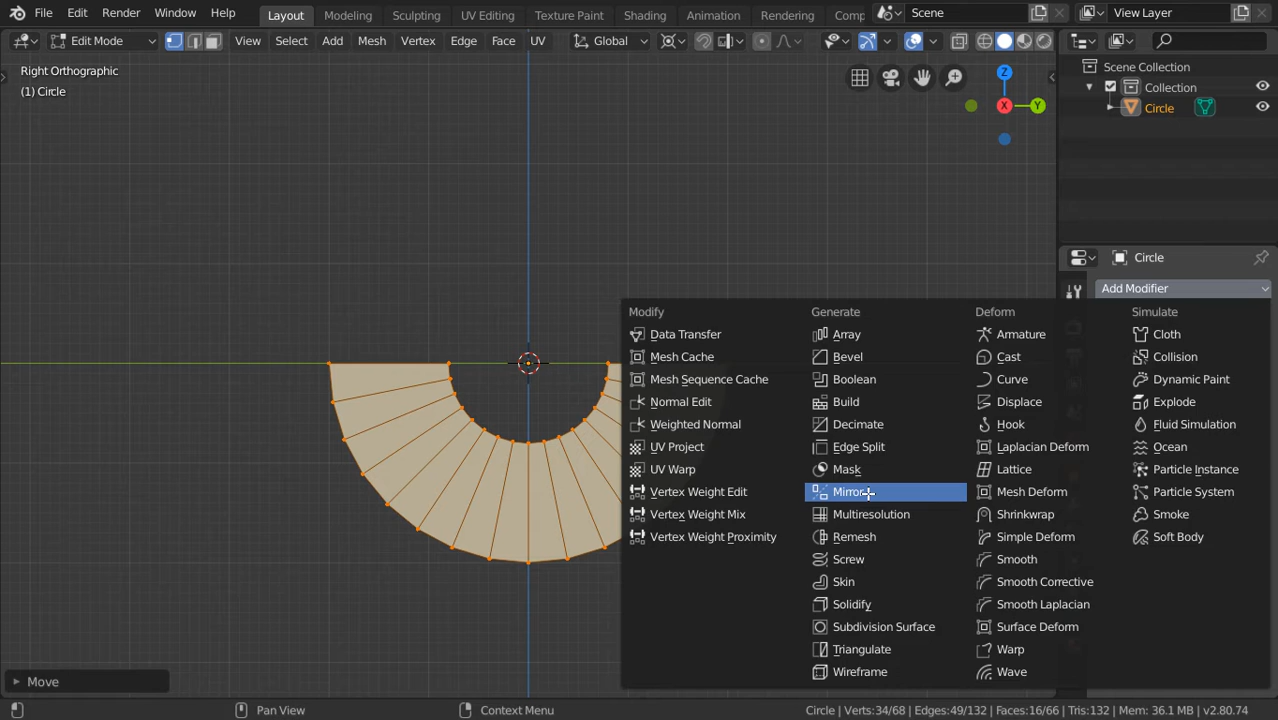 File Edit Render Window Help Layout Modeling Sculpting UV Editing Texture Paint Shading Animation Rendering Comp Scene View Layer
Edit Mode View Select Add Mesh Vertex Edge Face UV Global
Right Orthographic
(1) Circle
Z
X
Y
Scene Collection
Collection
Circle
Circle
Add Modifier
Modify
Data Transfer
Mesh Cache
Mesh Sequence Cache
Normal Edit
Weighted Normal
UV Project
UV Warp
Vertex Weight Edit
Vertex Weight Mix
Vertex Weight Proximity
Generate
Array
Bevel
Boolean
Build
Decimate
Edge Split
Mask
Mirror
Multiresolution
Remesh
Screw
Skin
Solidify
Subdivision Surface
Triangulate
Wireframe
Deform
Armature
Cast
Curve
Displace
Hook
Laplacian Deform
Lattice
Mesh Deform
Shrinkwrap
Simple Deform
Smooth
Smooth Corrective
Smooth Laplacian
Surface Deform
Warp
Wave
Simulate
Cloth
Collision
Dynamic Paint
Explode
Fluid Simulation
Ocean
Particle Instance
Particle System
Smoke
Soft Body
Move
Pan View Context Menu Circle | Verts:34/68 | Edges:49/132 | Faces:16/66 | Tris:132 | Mem: 36.1 MB | v2.80.74